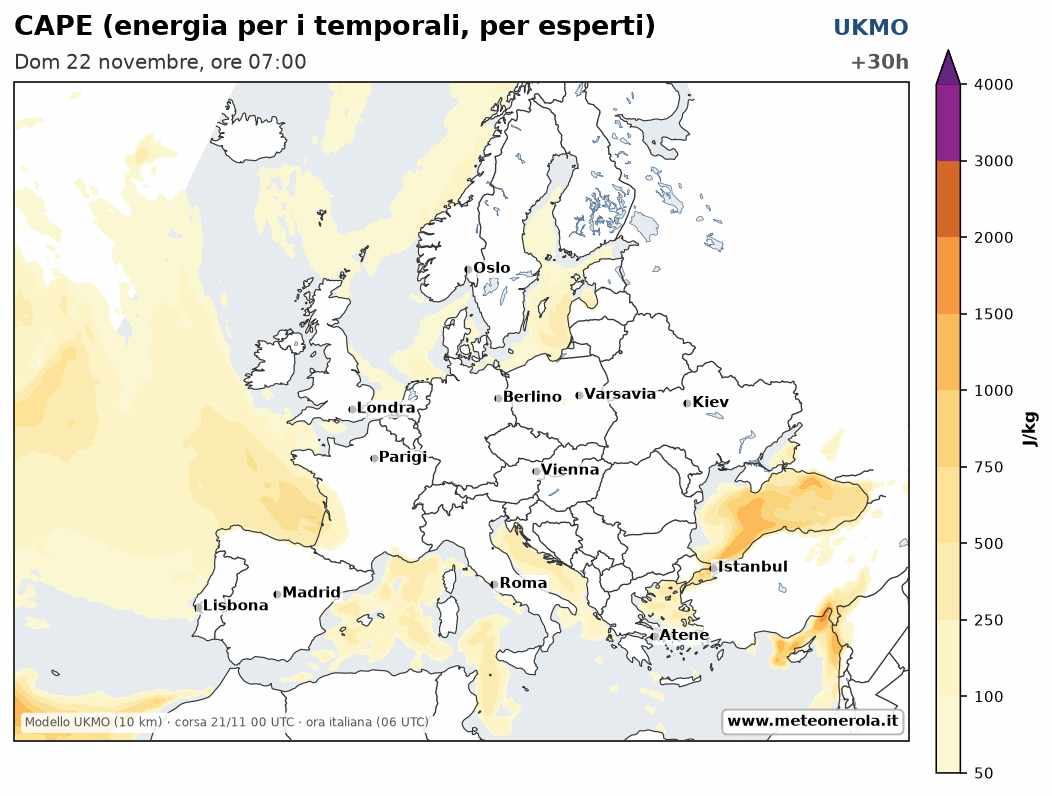 CAPE (energia per i temporali, per esperti)
UKMO
Dom 22 novembre, ore 07:00
+30h
4000
3000
2000
1500
1000
750
500
250
100
50
J/kg
Oslo
Londra
Berlino
Varsavia
Kiev
Parigi
Vienna
Istanbul
Roma
Madrid
Lisbona
Atene
Modello UKMO (10 km) · corsa 21/11 00 UTC · ora italiana (06 UTC)
www.meteonerola.it